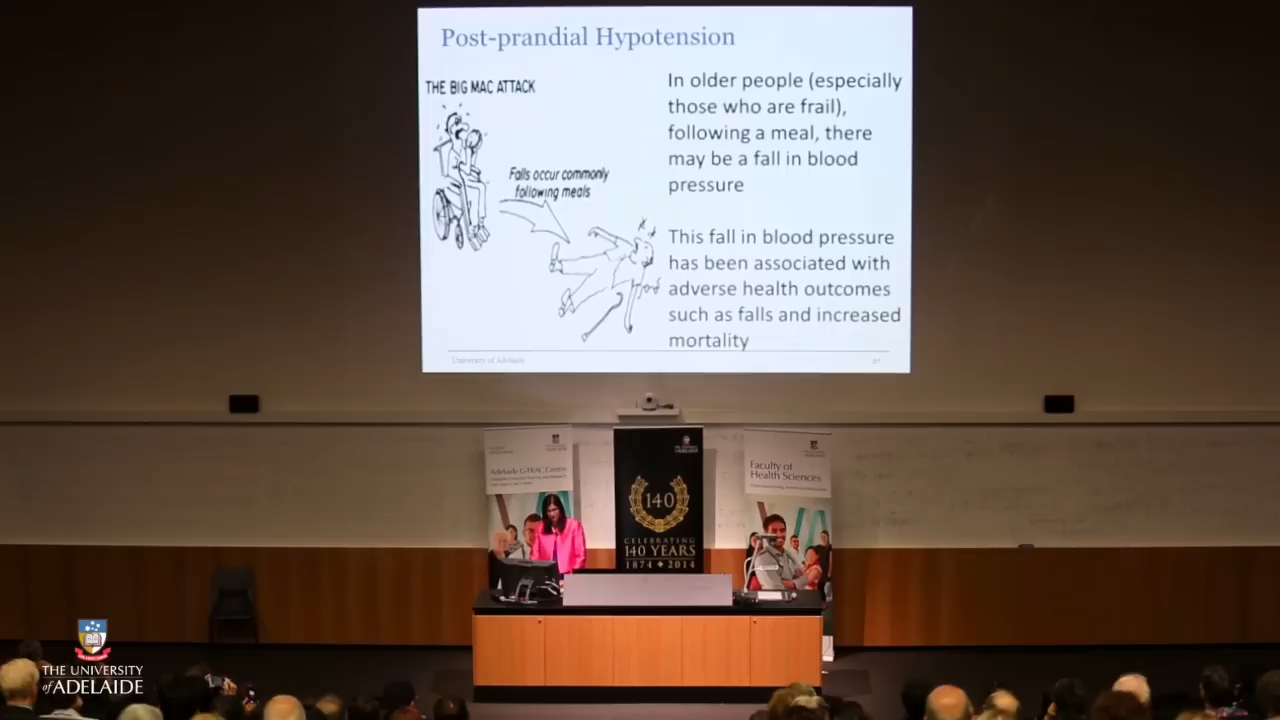 Post-prandial Hypotension
THE BIG MAC ATTACK
Falls occur commonly
following meals
In older people (especially
those who are frail),
following a meal, there
may be a fall in blood
pressure
This fall in blood pressure
has been associated with
adverse health outcomes
such as falls and increased
mortality
University of Adelaide
Adelaide G-TRAC Centre
THE UNIVERSITY
ADELAIDE
140
CELEBRATING
140 YEARS
1874 ✦ 2014
Faculty of
Health Sciences
THE UNIVERSITY
of ADELAIDE